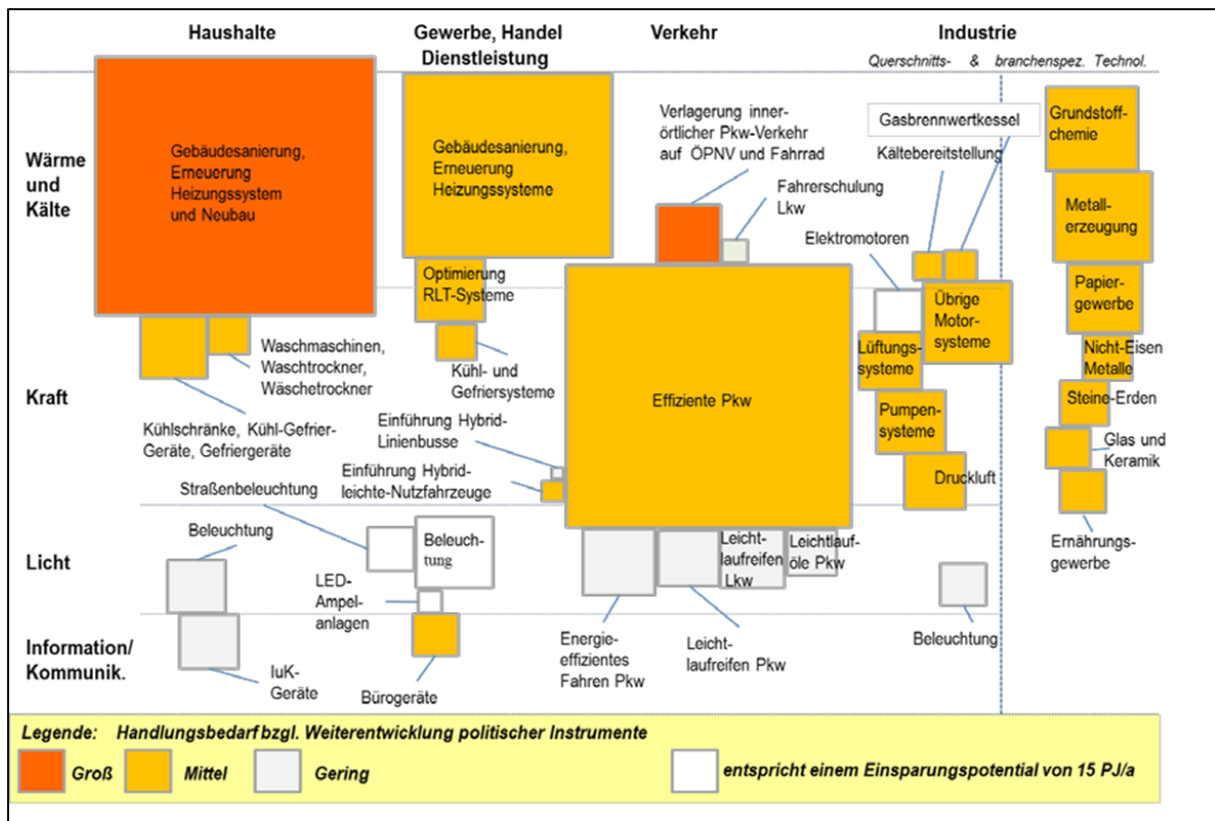 Haushalte
Gewerbe, Handel
Dienstleistung
Verkehr
Industrie
Querschnitts- & branchenspez. Technol.
Wärme
und
Kälte
Gebäudesanierung,
Erneuerung
Heizungssystem
und Neubau
Gebäudesanierung,
Erneuerung
Heizungssysteme
Verlagerung inner-
örtlicher Pkw-Verkehr
auf ÖPNV und Fahrrad
Fahrerschulung
Lkw
Gasbrennwertkessel
Kältebereitstellung
Elektromotoren
Grundstoff-
chemie
Metall-
erzeugung
Optimierung
RLT-Systeme
Übrige
Motor-
systeme
Papier-
gewerbe
Kraft
Waschmaschinen,
Waschtrockner,
Wäschetrockner
Kühlschränke, Kühl-Gefrier-
Geräte, Gefriergeräte
Kühl- und
Gefriersysteme
Einführung Hybrid-
Linienbusse
Einführung Hybrid-
leichte-Nutzfahrzeuge
Effiziente Pkw
Lüftungs-
systeme
Pumpen-
systeme
Druckluft
Nicht-Eisen
Metalle
Steine-Erden
Glas und
Keramik
Ernährungs-
gewerbe
Licht
Straßenbeleuchtung
Beleuchtung
Beleuch-
tung
LED-
Ampel-
anlagen
Leicht-
laufreifen
Lkw
Leichtlauf-
öle Pkw
Energie-
effizientes
Fahren Pkw
Leicht-
laufreifen Pkw
Beleuchtung
Information/
Kommunik.
IuK-
Geräte
Bürogeräte
Legende: Handlungsbedarf bzgl. Weiterentwicklung politischer Instrumente
Groß
Mittel
Gering
entspricht einem Einsparungspotential von 15 PJ/a